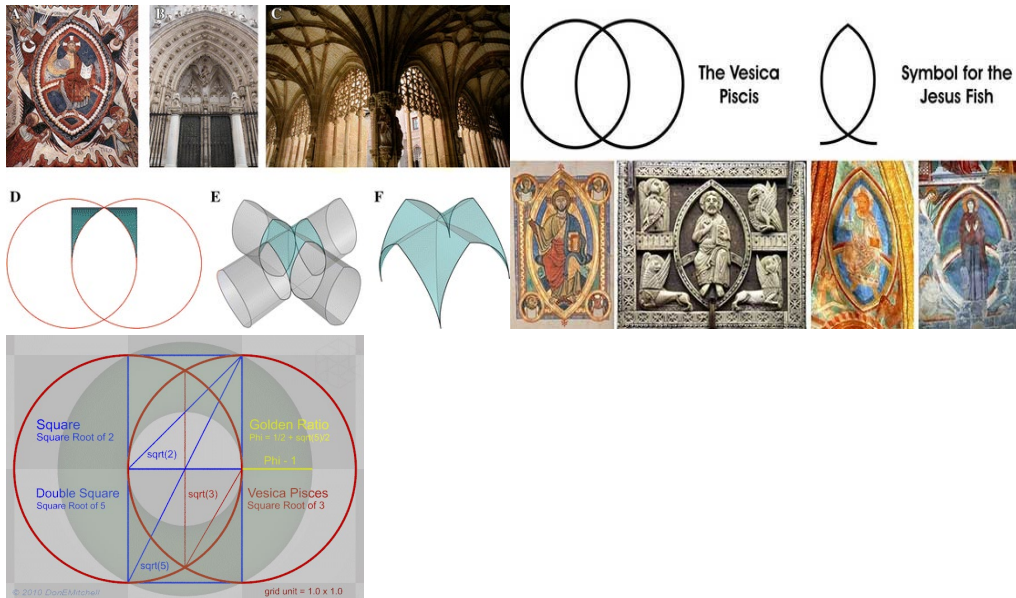 A
B
C
The Vesica
Piscis
Symbol for the
Jesus Fish
D
E
F
Square
Square Root of 2
Golden Ratio
Phi = 1/2 + sqrt(5)/2
sqrt(2)
Phi - 1
Double Square
Square Root of 5
sqrt(3)
Vesica Pisces
Square Root of 3
sqrt(5)
© 2010 DonEMitchell
grid unit = 1.0 x 1.0